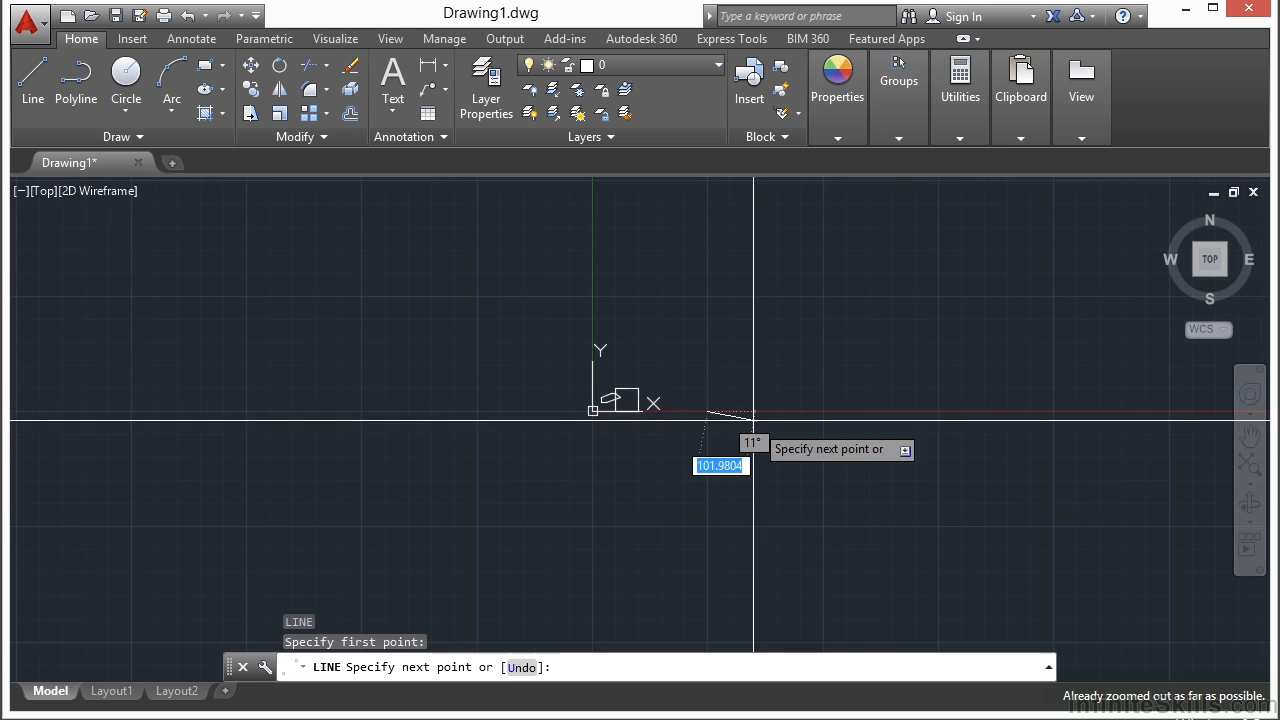 Drawing1.dwg
Type a keyword or phrase
Sign In
Home Insert Annotate Parametric Visualize View Manage Output Add-ins Autodesk 360 Express Tools BIM 360 Featured Apps
0
Line Polyline Circle Arc
Text
Layer
Properties
Insert
Properties
Groups
Utilities
Clipboard
View
Draw Modify Annotation Layers Block
Drawing1*
[−][Top][2D Wireframe]
N
W TOP E
S
WCS
Y
X
11°
Specify next point or
101.9804
LINE
Specify first point:
LINE Specify next point or [Undo]:
Model Layout1 Layout2
Already zoomed out as far as possible.
InfiniteSkills.com